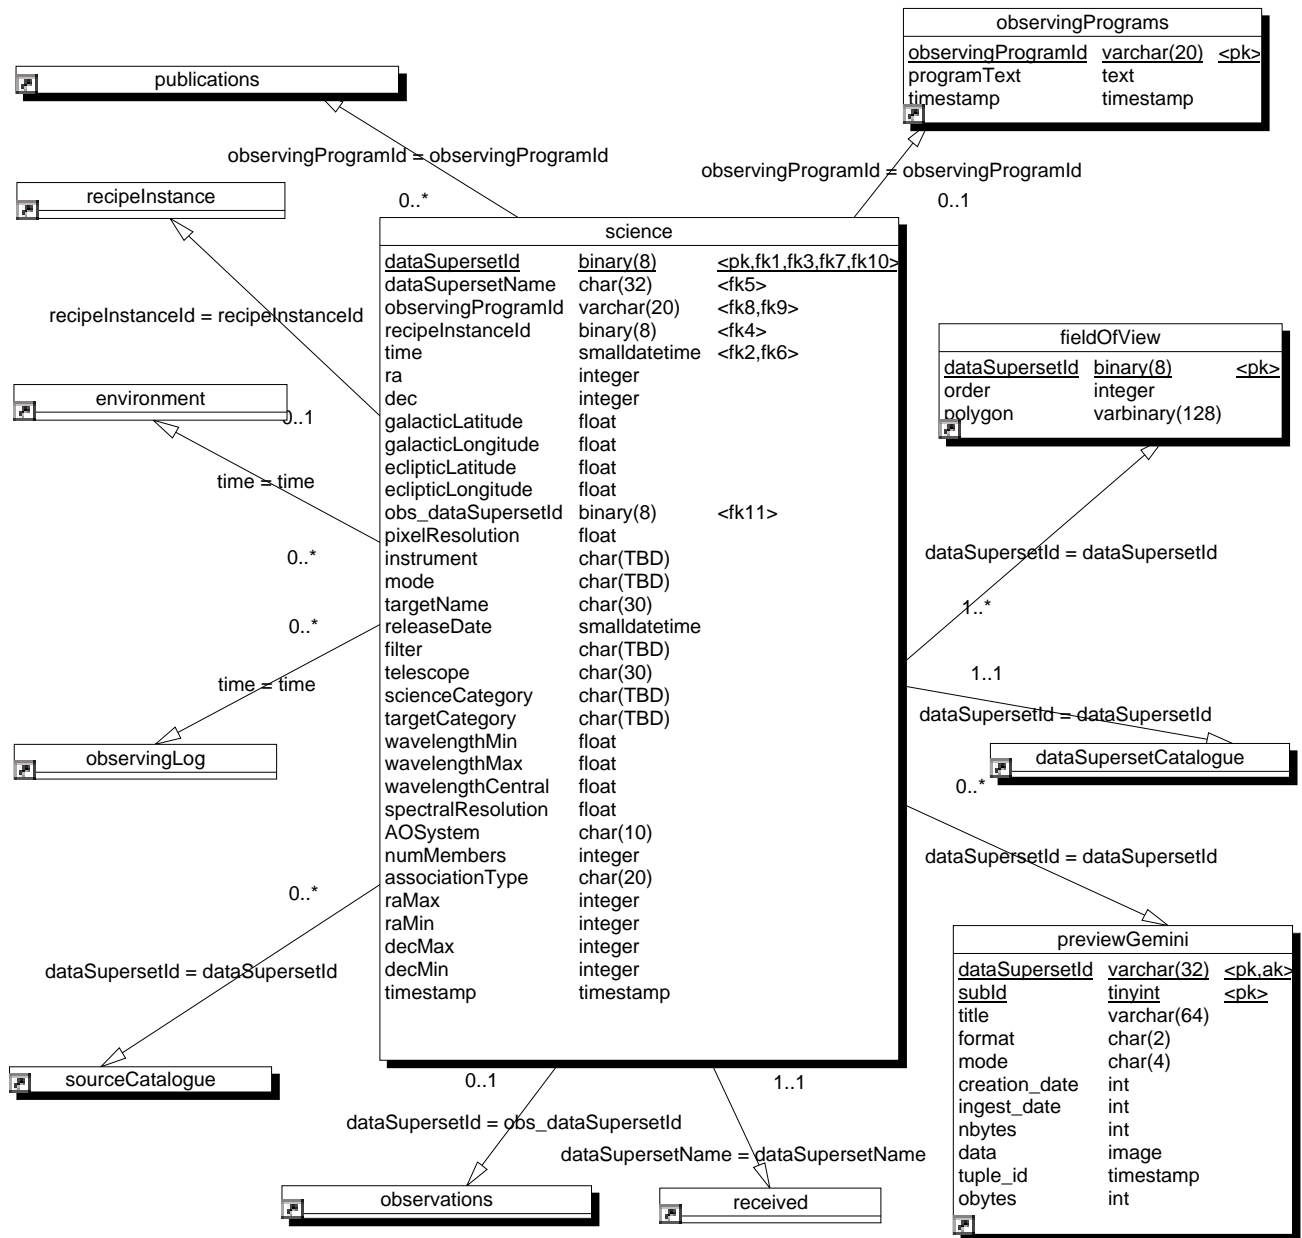 observingPrograms
observingProgramId varchar(20) <pk>
programText text
timestamp timestamp
publications
observingProgramId = observingProgramId
0..*
observingProgramId = observingProgramId
0..1
recipeInstance
recipeInstanceId = recipeInstanceId
0..1
environment
time = time
0..*
0..*
time = time
observingLog
0..*
dataSupersetId = dataSupersetId
sourceCatalogue
science
dataSupersetId binary(8) <pk,fk1,fk3,fk7,fk10>
dataSupersetName char(32) <fk5>
observingProgramId varchar(20) <fk8,fk9>
recipeInstanceId binary(8) <fk4>
time smalldatetime <fk2,fk6>
ra integer
dec integer
galacticLatitude float
galacticLongitude float
eclipticLatitude float
eclipticLongitude float
obs_dataSupersetId binary(8) <fk11>
pixelResolution float
instrument char(TBD)
mode char(TBD)
targetName char(30)
releaseDate smalldatetime
filter char(TBD)
telescope char(30)
scienceCategory char(TBD)
targetCategory char(TBD)
wavelengthMin float
wavelengthMax float
wavelengthCentral float
spectralResolution float
AOSystem char(10)
numMembers integer
associationType char(20)
raMax integer
raMin integer
decMax integer
decMin integer
timestamp timestamp
fieldOfView
dataSupersetId binary(8) <pk>
order integer
polygon varbinary(128)
dataSupersetId = dataSupersetId
1..*
1..1
dataSupersetId = dataSupersetId
dataSupersetCatalogue
0..*
dataSupersetId = dataSupersetId
previewGemini
dataSupersetId varchar(32) <pk,ak>
subId tinyint <pk>
title varchar(64)
format char(2)
mode char(4)
creation_date int
ingest_date int
nbytes int
data image
tuple_id timestamp
obytes int
0..1
1..1
dataSupersetId = obs_dataSupersetId
dataSupersetName = dataSupersetName
observations
received